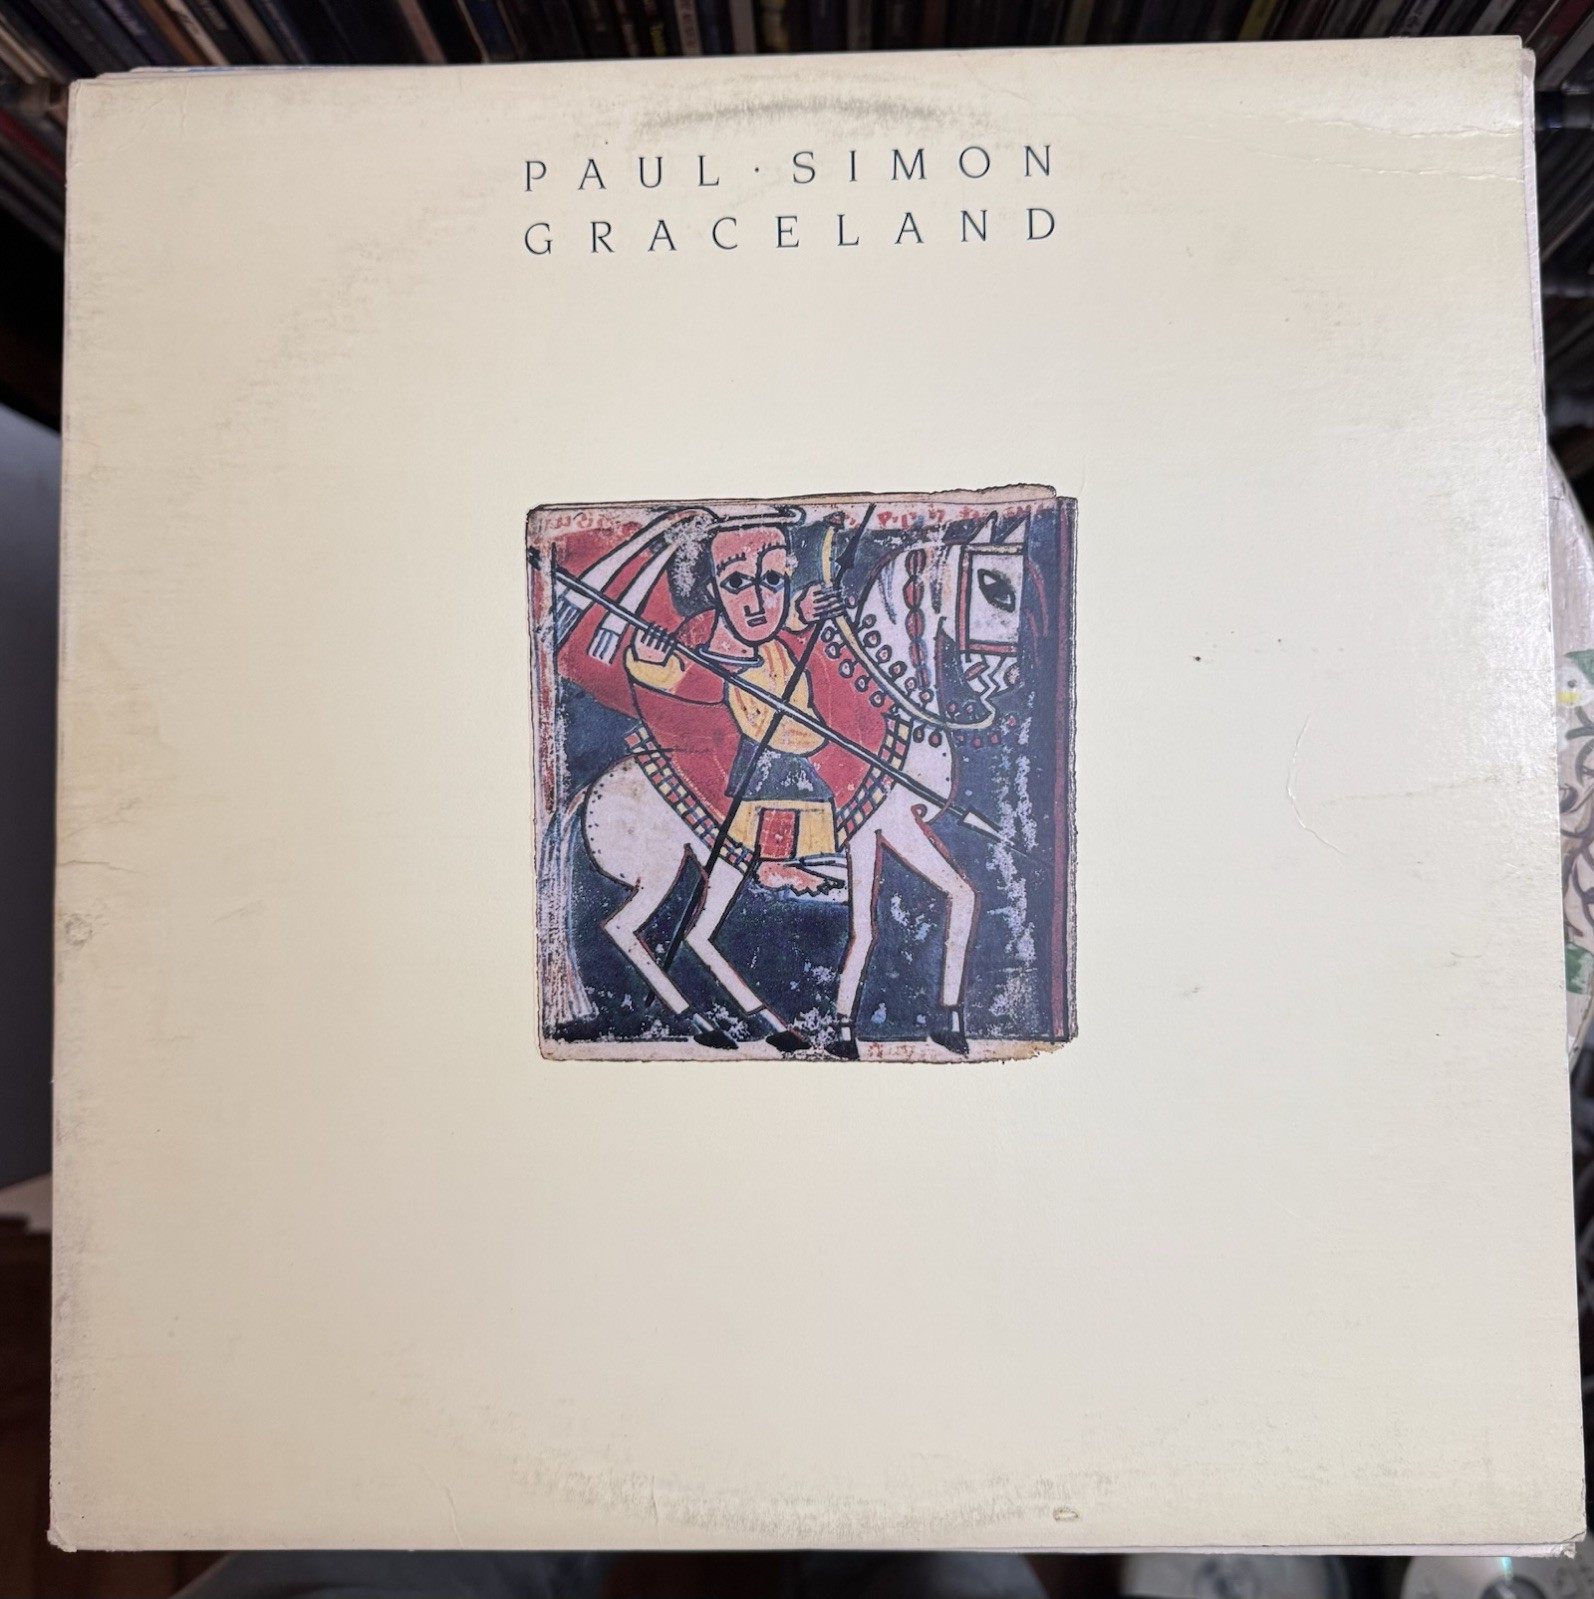 PAUL · SIMON
GRACELAND